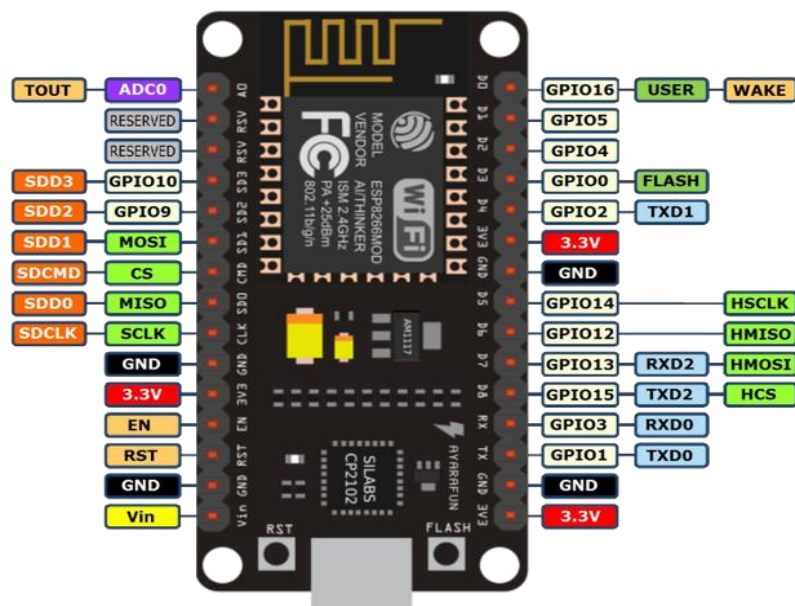 TOUT ADC0 A0 D0 GPIO16 USER WAKE
RESERVED RSV D1 GPIO5
RESERVED RSV D2 GPIO4
SDD3 GPIO10 SD3 D3 GPIO0 FLASH
SDD2 GPIO9 SD2 D4 GPIO2 TXD1
SDD1 MOSI SD1 3V3 3.3V
SDCMD CS CMD GND GND
SDD0 MISO SD0 D5 GPIO14 HSCLK
SDCLK SCLK CLK D6 GPIO12 HMISO
GND GND D7 GPIO13 RXD2 HMOSI
3.3V 3V3 D8 GPIO15 TXD2 HCS
EN EN RX GPIO3 RXD0
RST RST TX GPIO1 TXD0
GND GND GND GND
Vin Vin 3V3 3.3V
MODEL ESP8266MOD
VENDOR AI/THINKER
ISM 2.4GHz
PA +25dBm
802.11b/g/n
FC
WiFi
AM1117
SILABS
CP2102
AYARAFUN
RST
FLASH